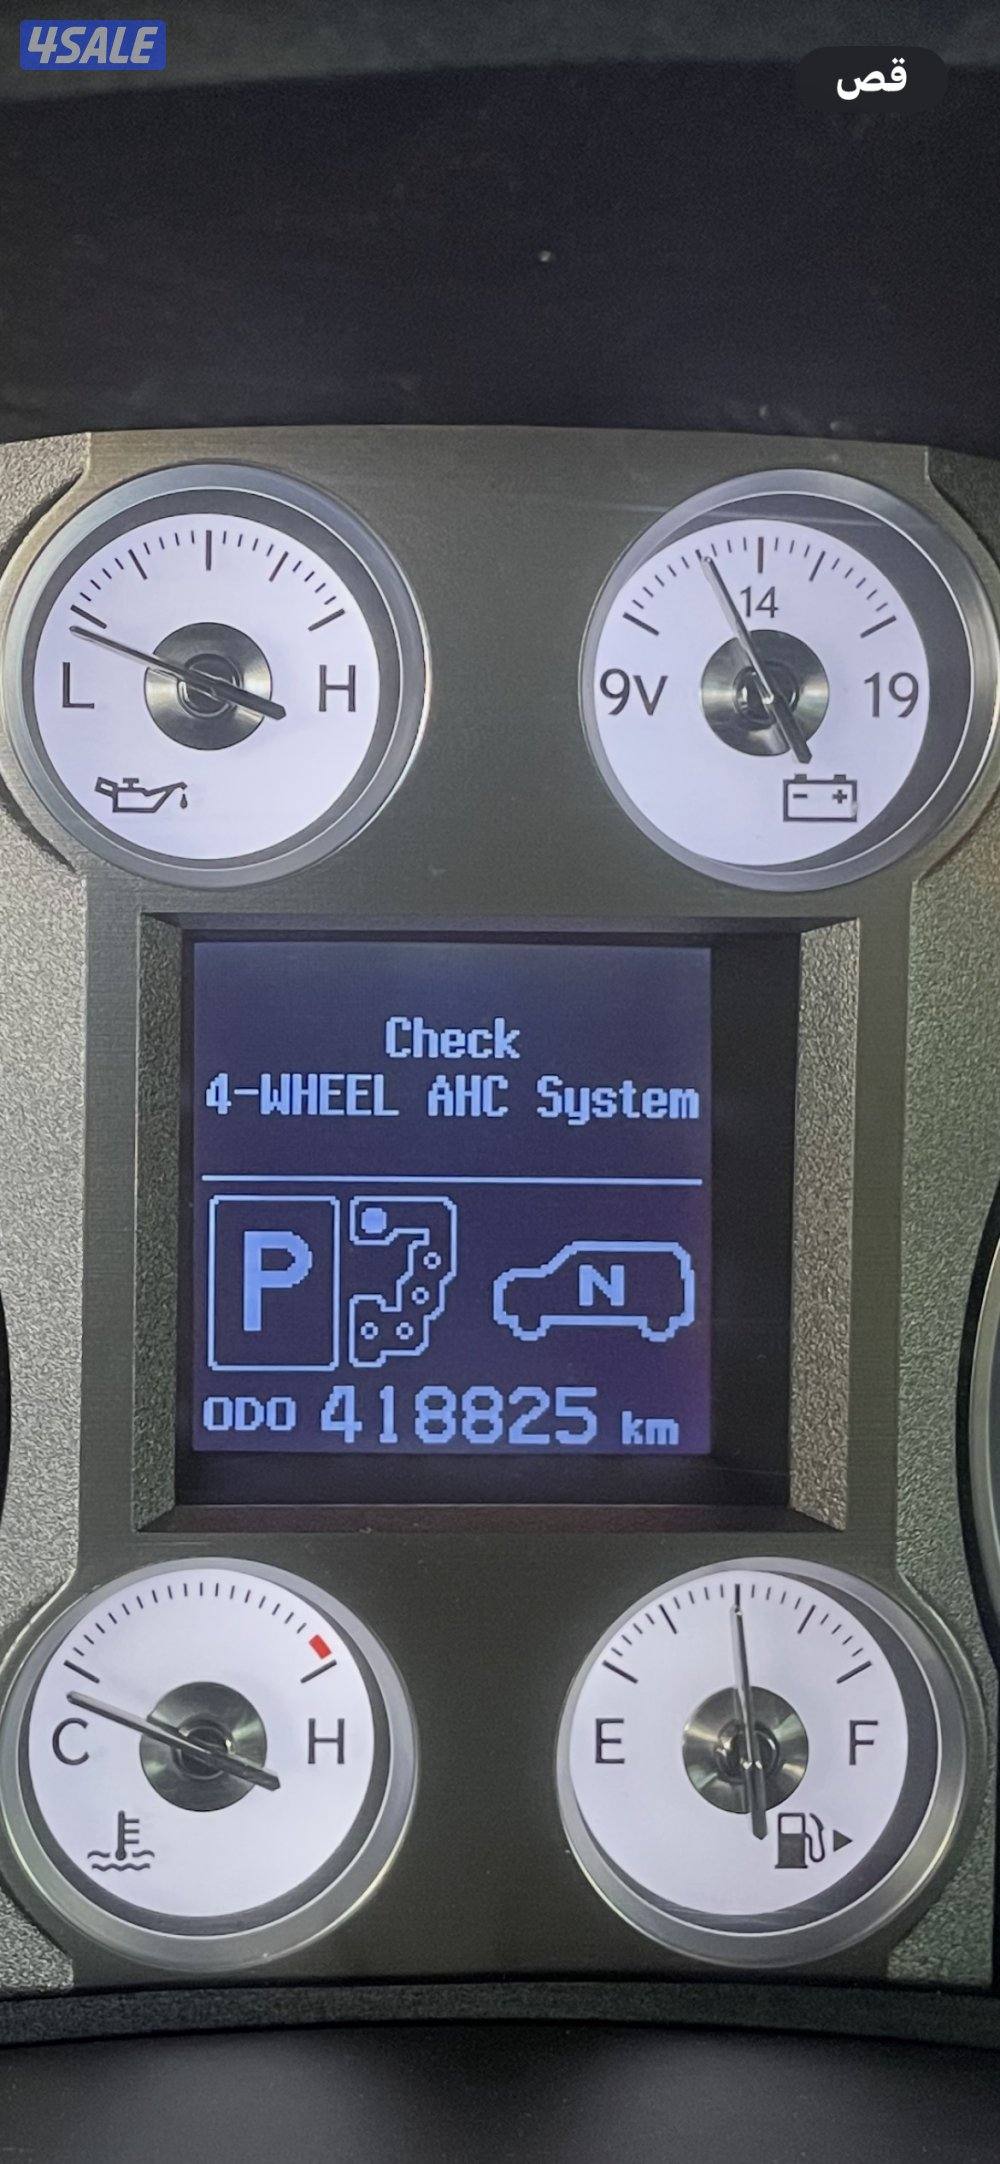 4SALE
قص
L H
14
9V 19
- +
Check
4-WHEEL AHC System
P
N
ODO 418825 km
C H
E F